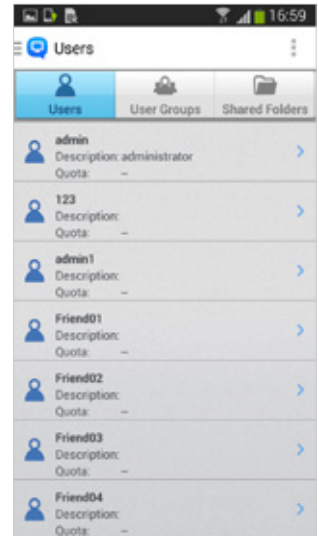 16:59
Users
Users User Groups Shared Folders
admin
Description: administrator
Quota: --
123
Description:
Quota: --
admin1
Description:
Quota: --
Friend01
Description:
Quota: --
Friend02
Description:
Quota: --
Friend03
Description:
Quota: --
Friend04
Description:
Quota: --